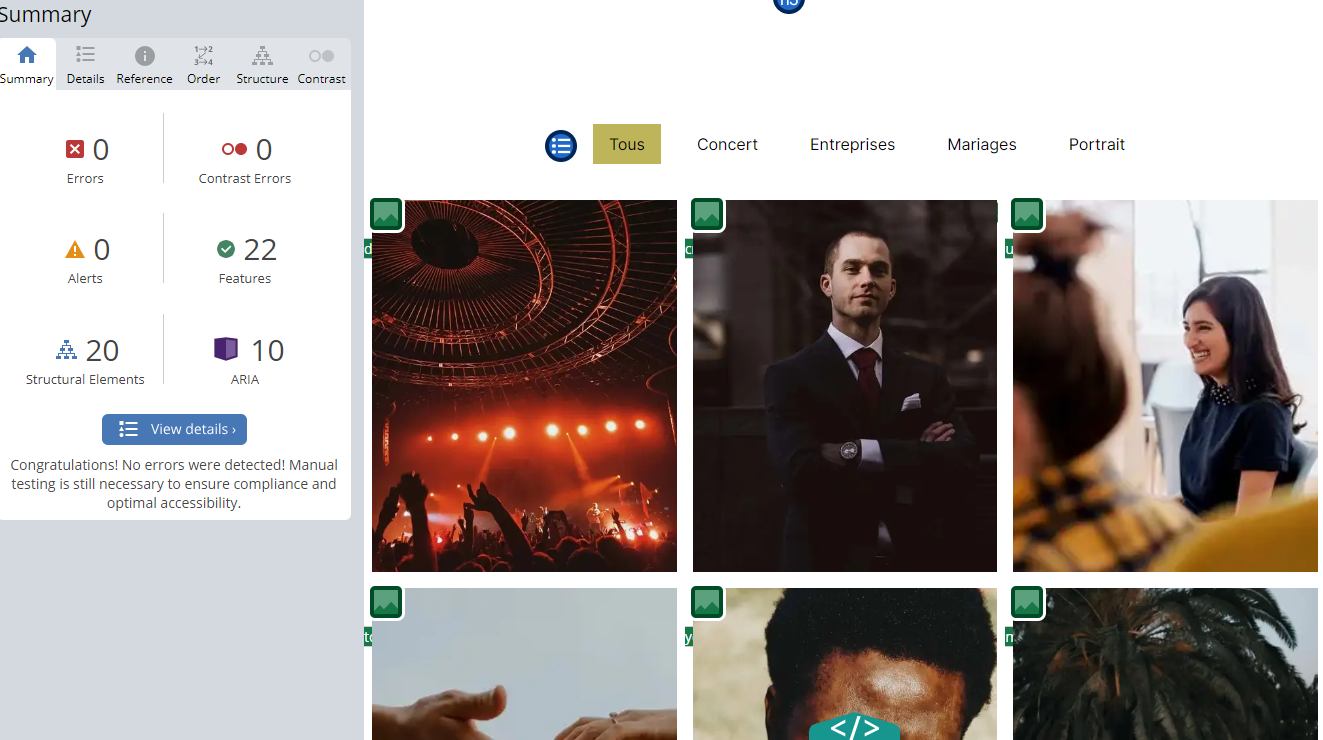 Summary
Summary Details Reference Order Structure Contrast
0 0
Errors Contrast Errors
0 22
Alerts Features
20 10
Structural Elements ARIA
View details ›
Congratulations! No errors were detected! Manual
testing is still necessary to ensure compliance and
optimal accessibility.
Tous Concert Entreprises Mariages Portrait
</>